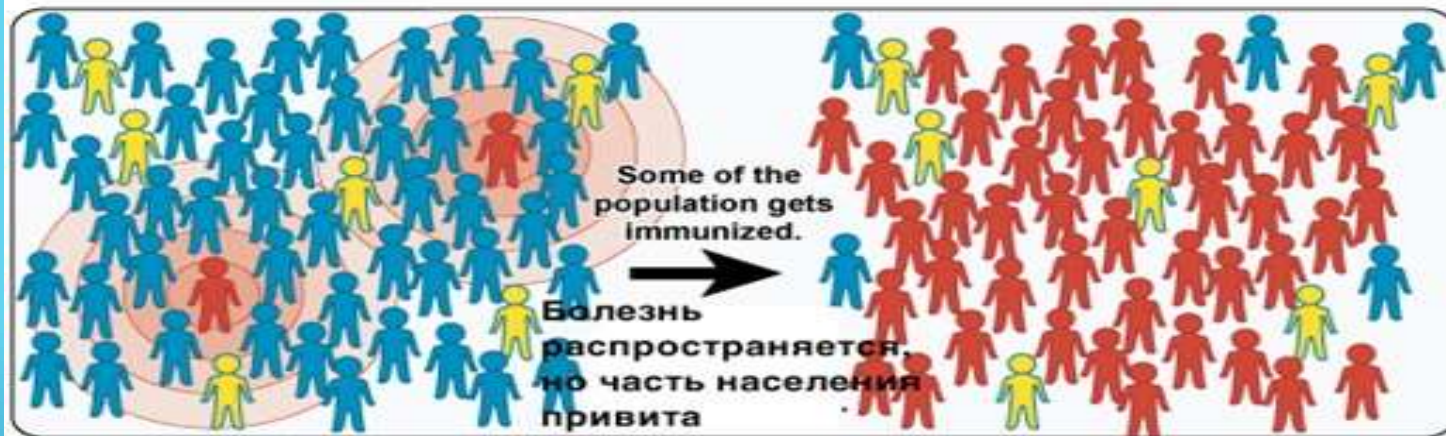 Some of the
population gets
immunized.
Болезнь
распространяется,
но часть населения
привита